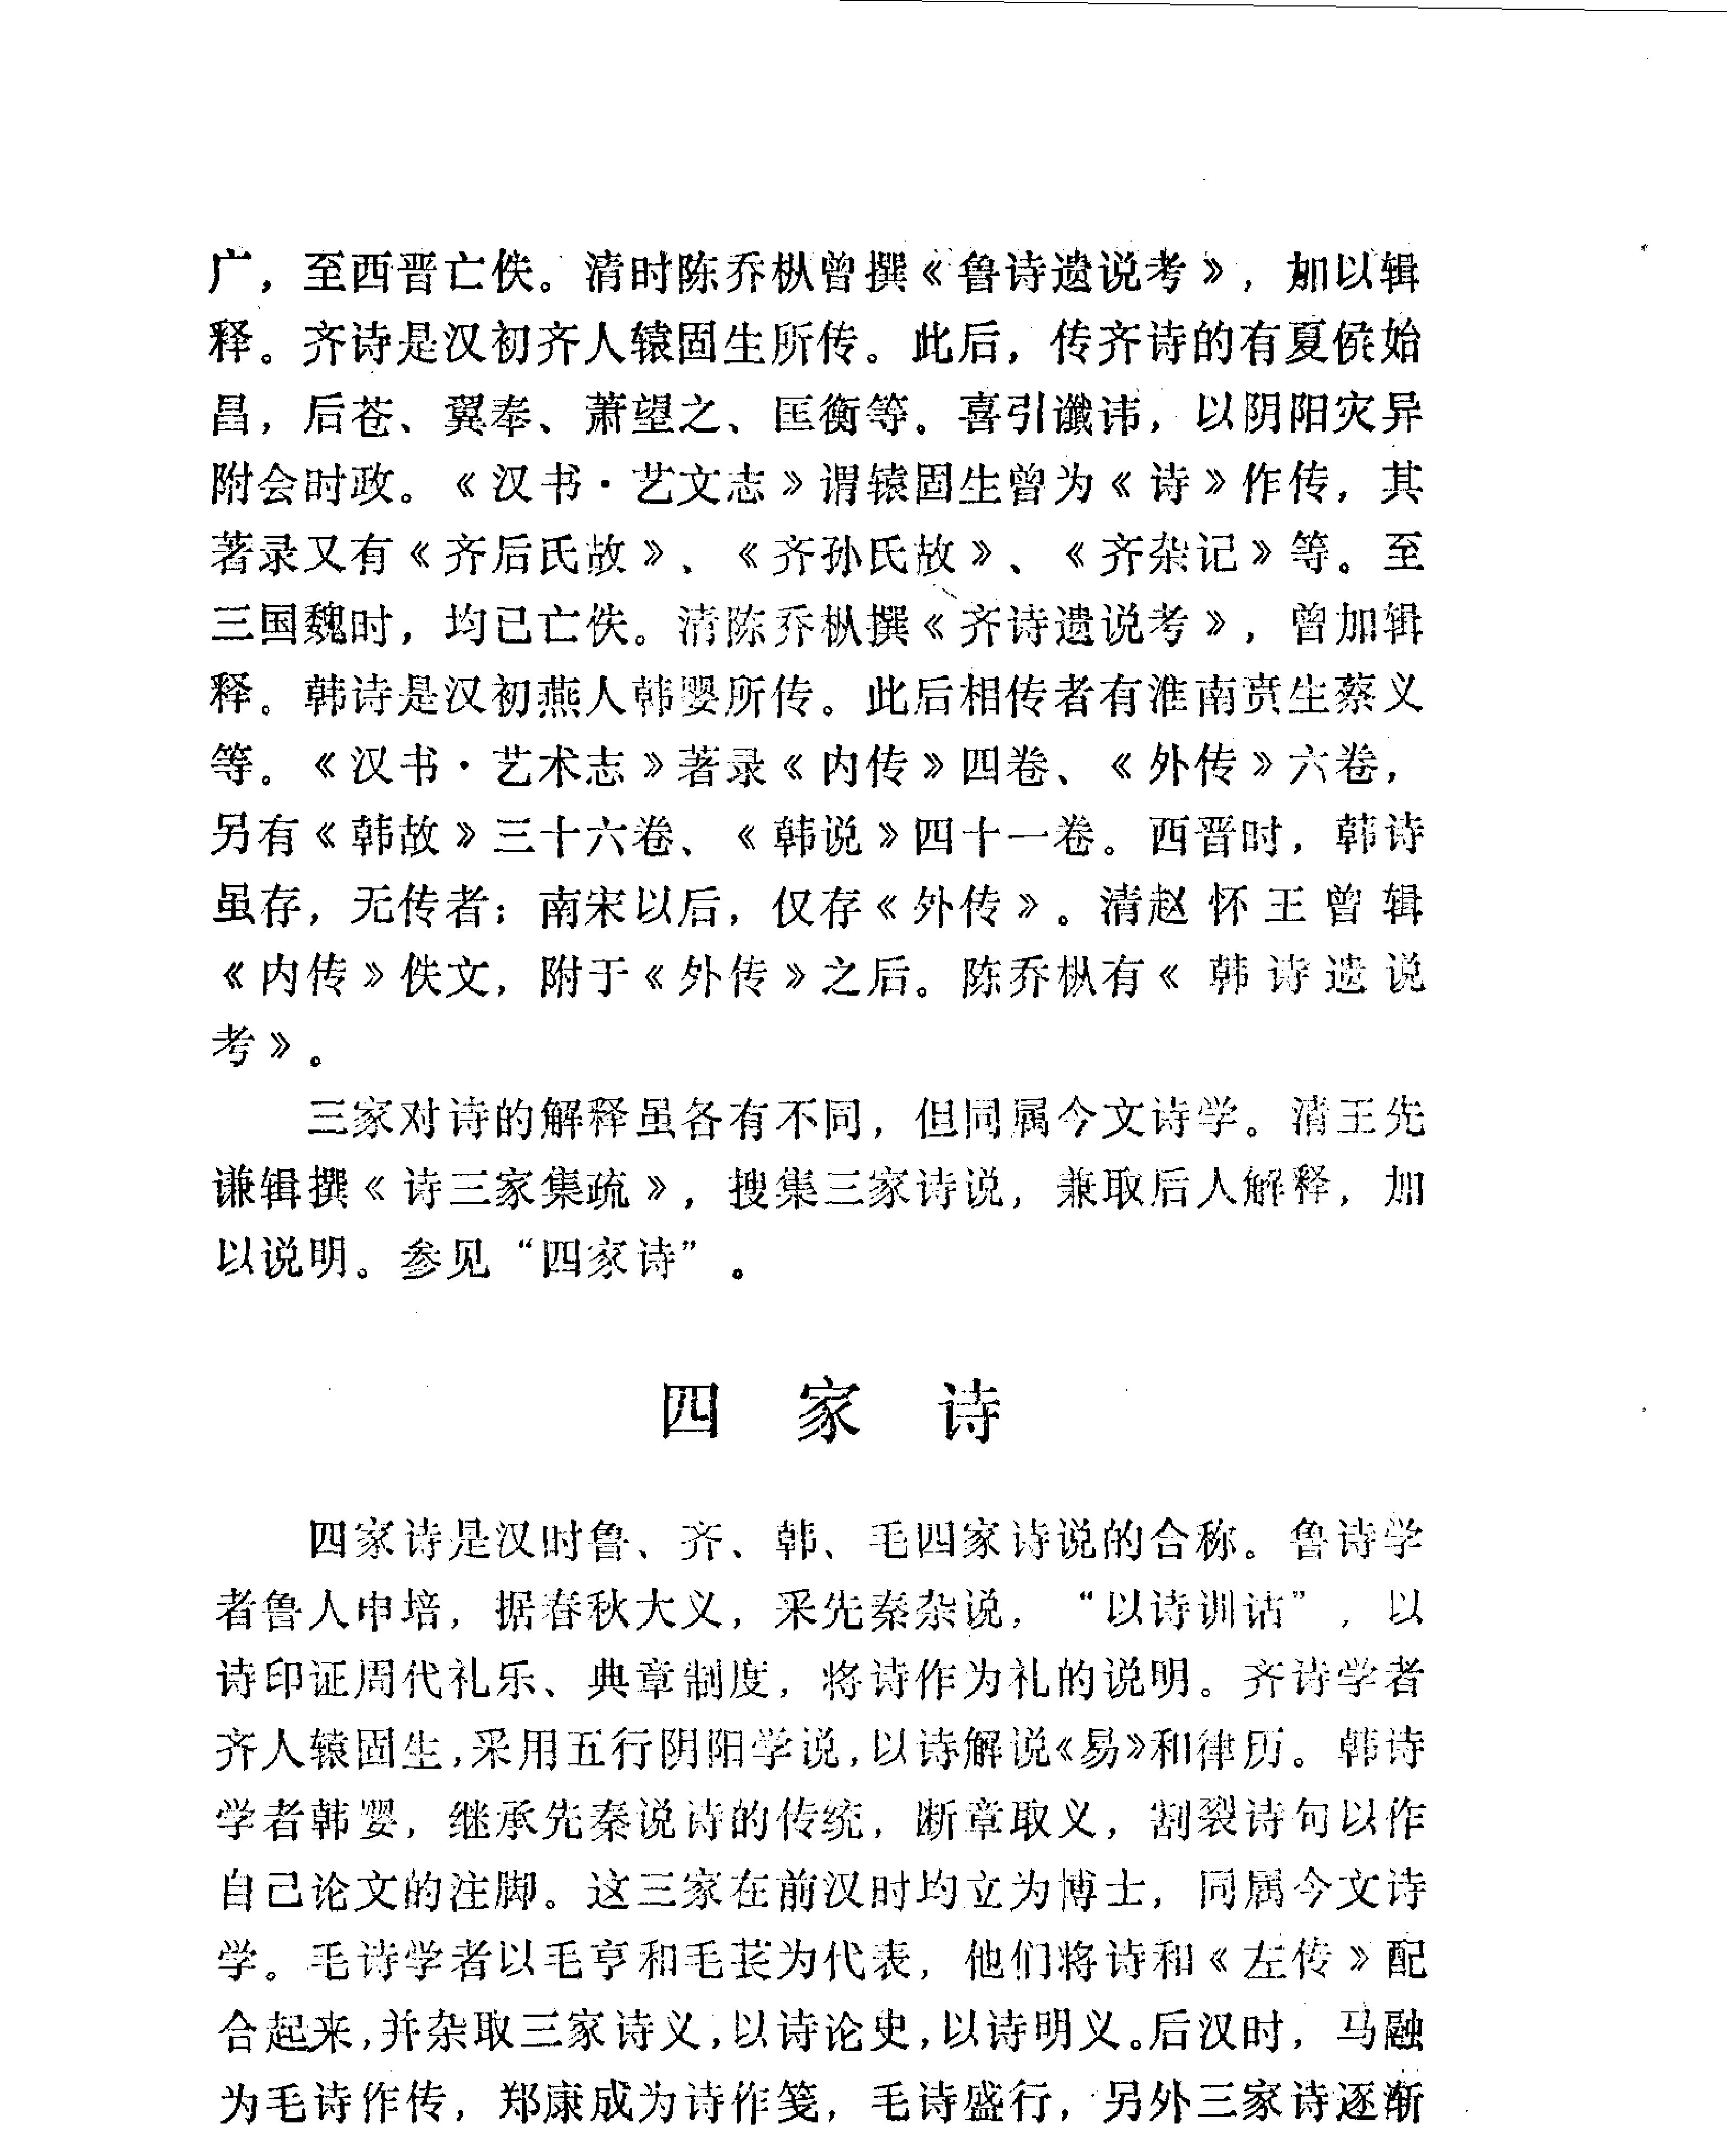 广，至西晋亡佚。清时陈乔枞曾撰《鲁诗遗说考》，加以辑
释。齐诗是汉初齐人辕固生所传。此后，传齐诗的有夏侯始
昌，后苍、翼奉、萧望之、匡衡等。喜引谶讳，以阴阳灾异
附会时政。《汉书·艺文志》谓辕固生曾为《诗》作传，其
著录又有《齐后氏故》、《齐孙氏故》、《齐杂记》等。至
三国魏时，均已亡佚。清陈乔枞撰《齐诗遗说考》，曾加辑
释。韩诗是汉初燕人韩婴所传。此后相传者有淮南贲生蔡义
等。《汉书·艺术志》著录《内传》四卷、《外传》六卷，
另有《韩故》三十六卷、《韩说》四十一卷。西晋时，韩诗
虽存，无传者；南宋以后，仅存《外传》。清赵怀王曾辑
《内传》佚文，附于《外传》之后。陈乔枞有《韩诗遗说
考》。
三家对诗的解释虽各有不同，但同属今文诗学。清王先
谦辑撰《诗三家集疏》，搜集三家诗说，兼取后人解释，加
以说明。参见“四家诗”。
四家诗
四家诗是汉时鲁、齐、韩、毛四家诗说的合称。鲁诗学
者鲁人申培，据春秋大义，采先秦杂说，“以诗训诂”，以
诗印证周代礼乐、典章制度，将诗作为礼的说明。齐诗学者
齐人辕固生，采用五行阴阳学说，以诗解说《易》和律历。韩诗
学者韩婴，继承先秦说诗的传统，断章取义，割裂诗句以作
自己论文的注脚。这三家在前汉时均立为博士，同属今文诗
学。毛诗学者以毛亨和毛苌为代表，他们将诗和《左传》配
合起来，并杂取三家诗义，以诗论史，以诗明义。后汉时，马融
为毛诗作传，郑康成为诗作笺，毛诗盛行，另外三家诗逐渐